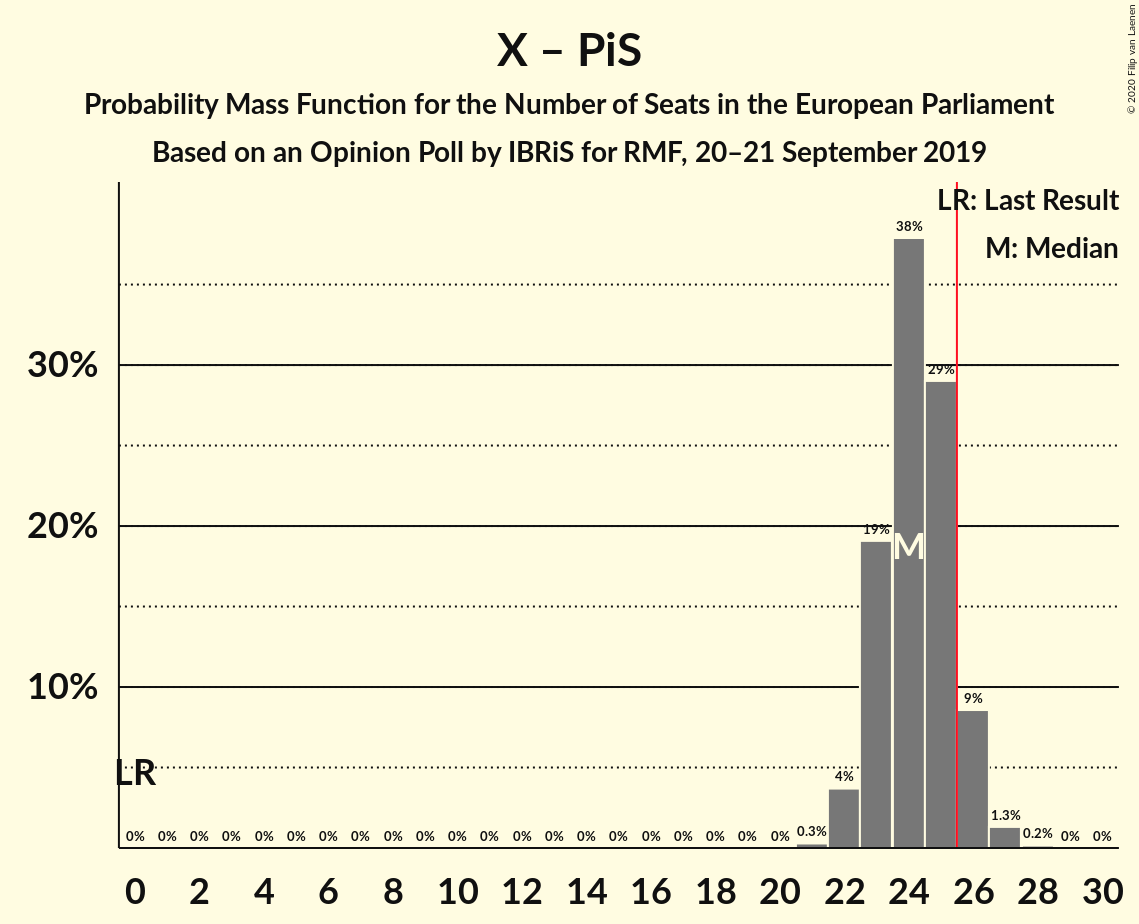 X – PiS
Probability Mass Function for the Number of Seats in the European Parliament
Based on an Opinion Poll by IBRiS for RMF, 20–21 September 2019
© 2020 Filip van Laenen
LR: Last Result
M: Median
38%
30%
29%
20%
19%
M
10%
9%
LR
4%
1.3%
0% 0% 0% 0% 0% 0% 0% 0% 0% 0% 0% 0% 0% 0% 0% 0% 0% 0% 0% 0% 0% 0.3% 0.2% 0% 0%
0 2 4 6 8 10 12 14 16 18 20 22 24 26 28 30